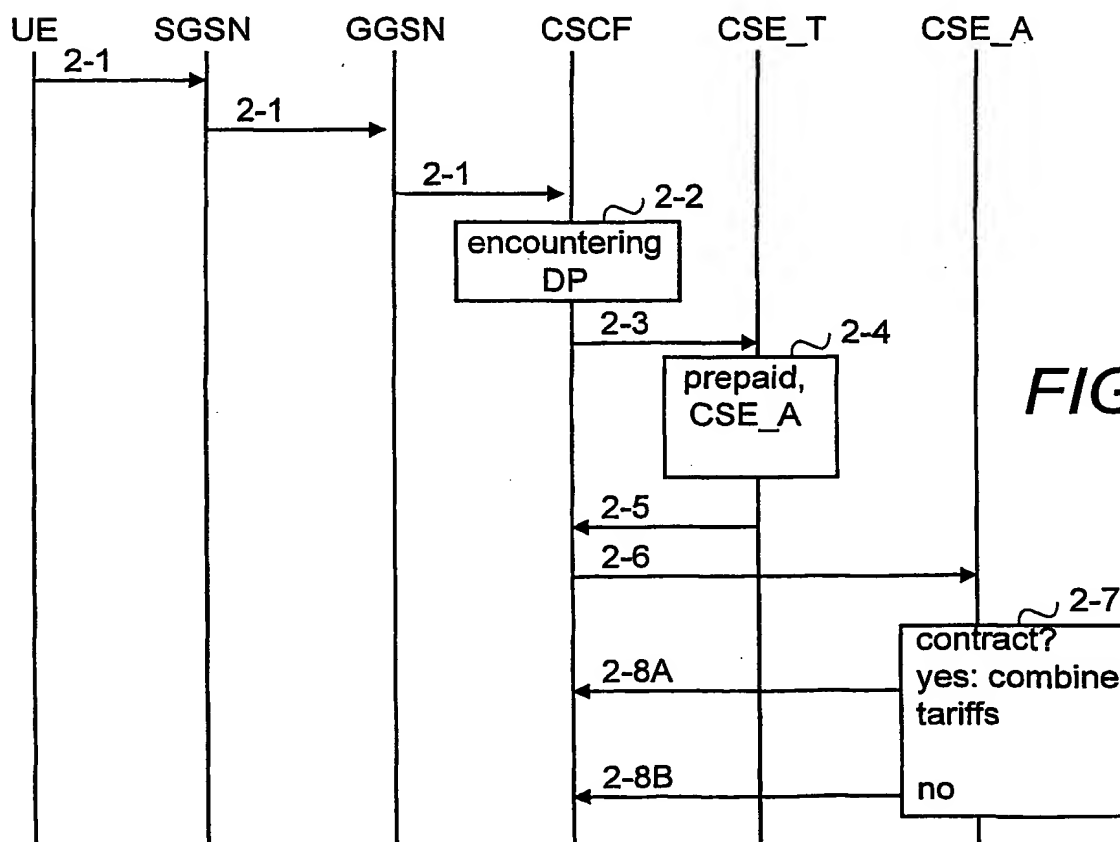 UE SGSN GGSN CSCF CSE_T CSE_A
2-1
2-1
2-1
2-2
encountering
DP
2-3
2-4
prepaid,
CSE_A
FIG
2-5
2-6
2-7
contract?
yes: combine
tariffs
2-8A
2-8B
no